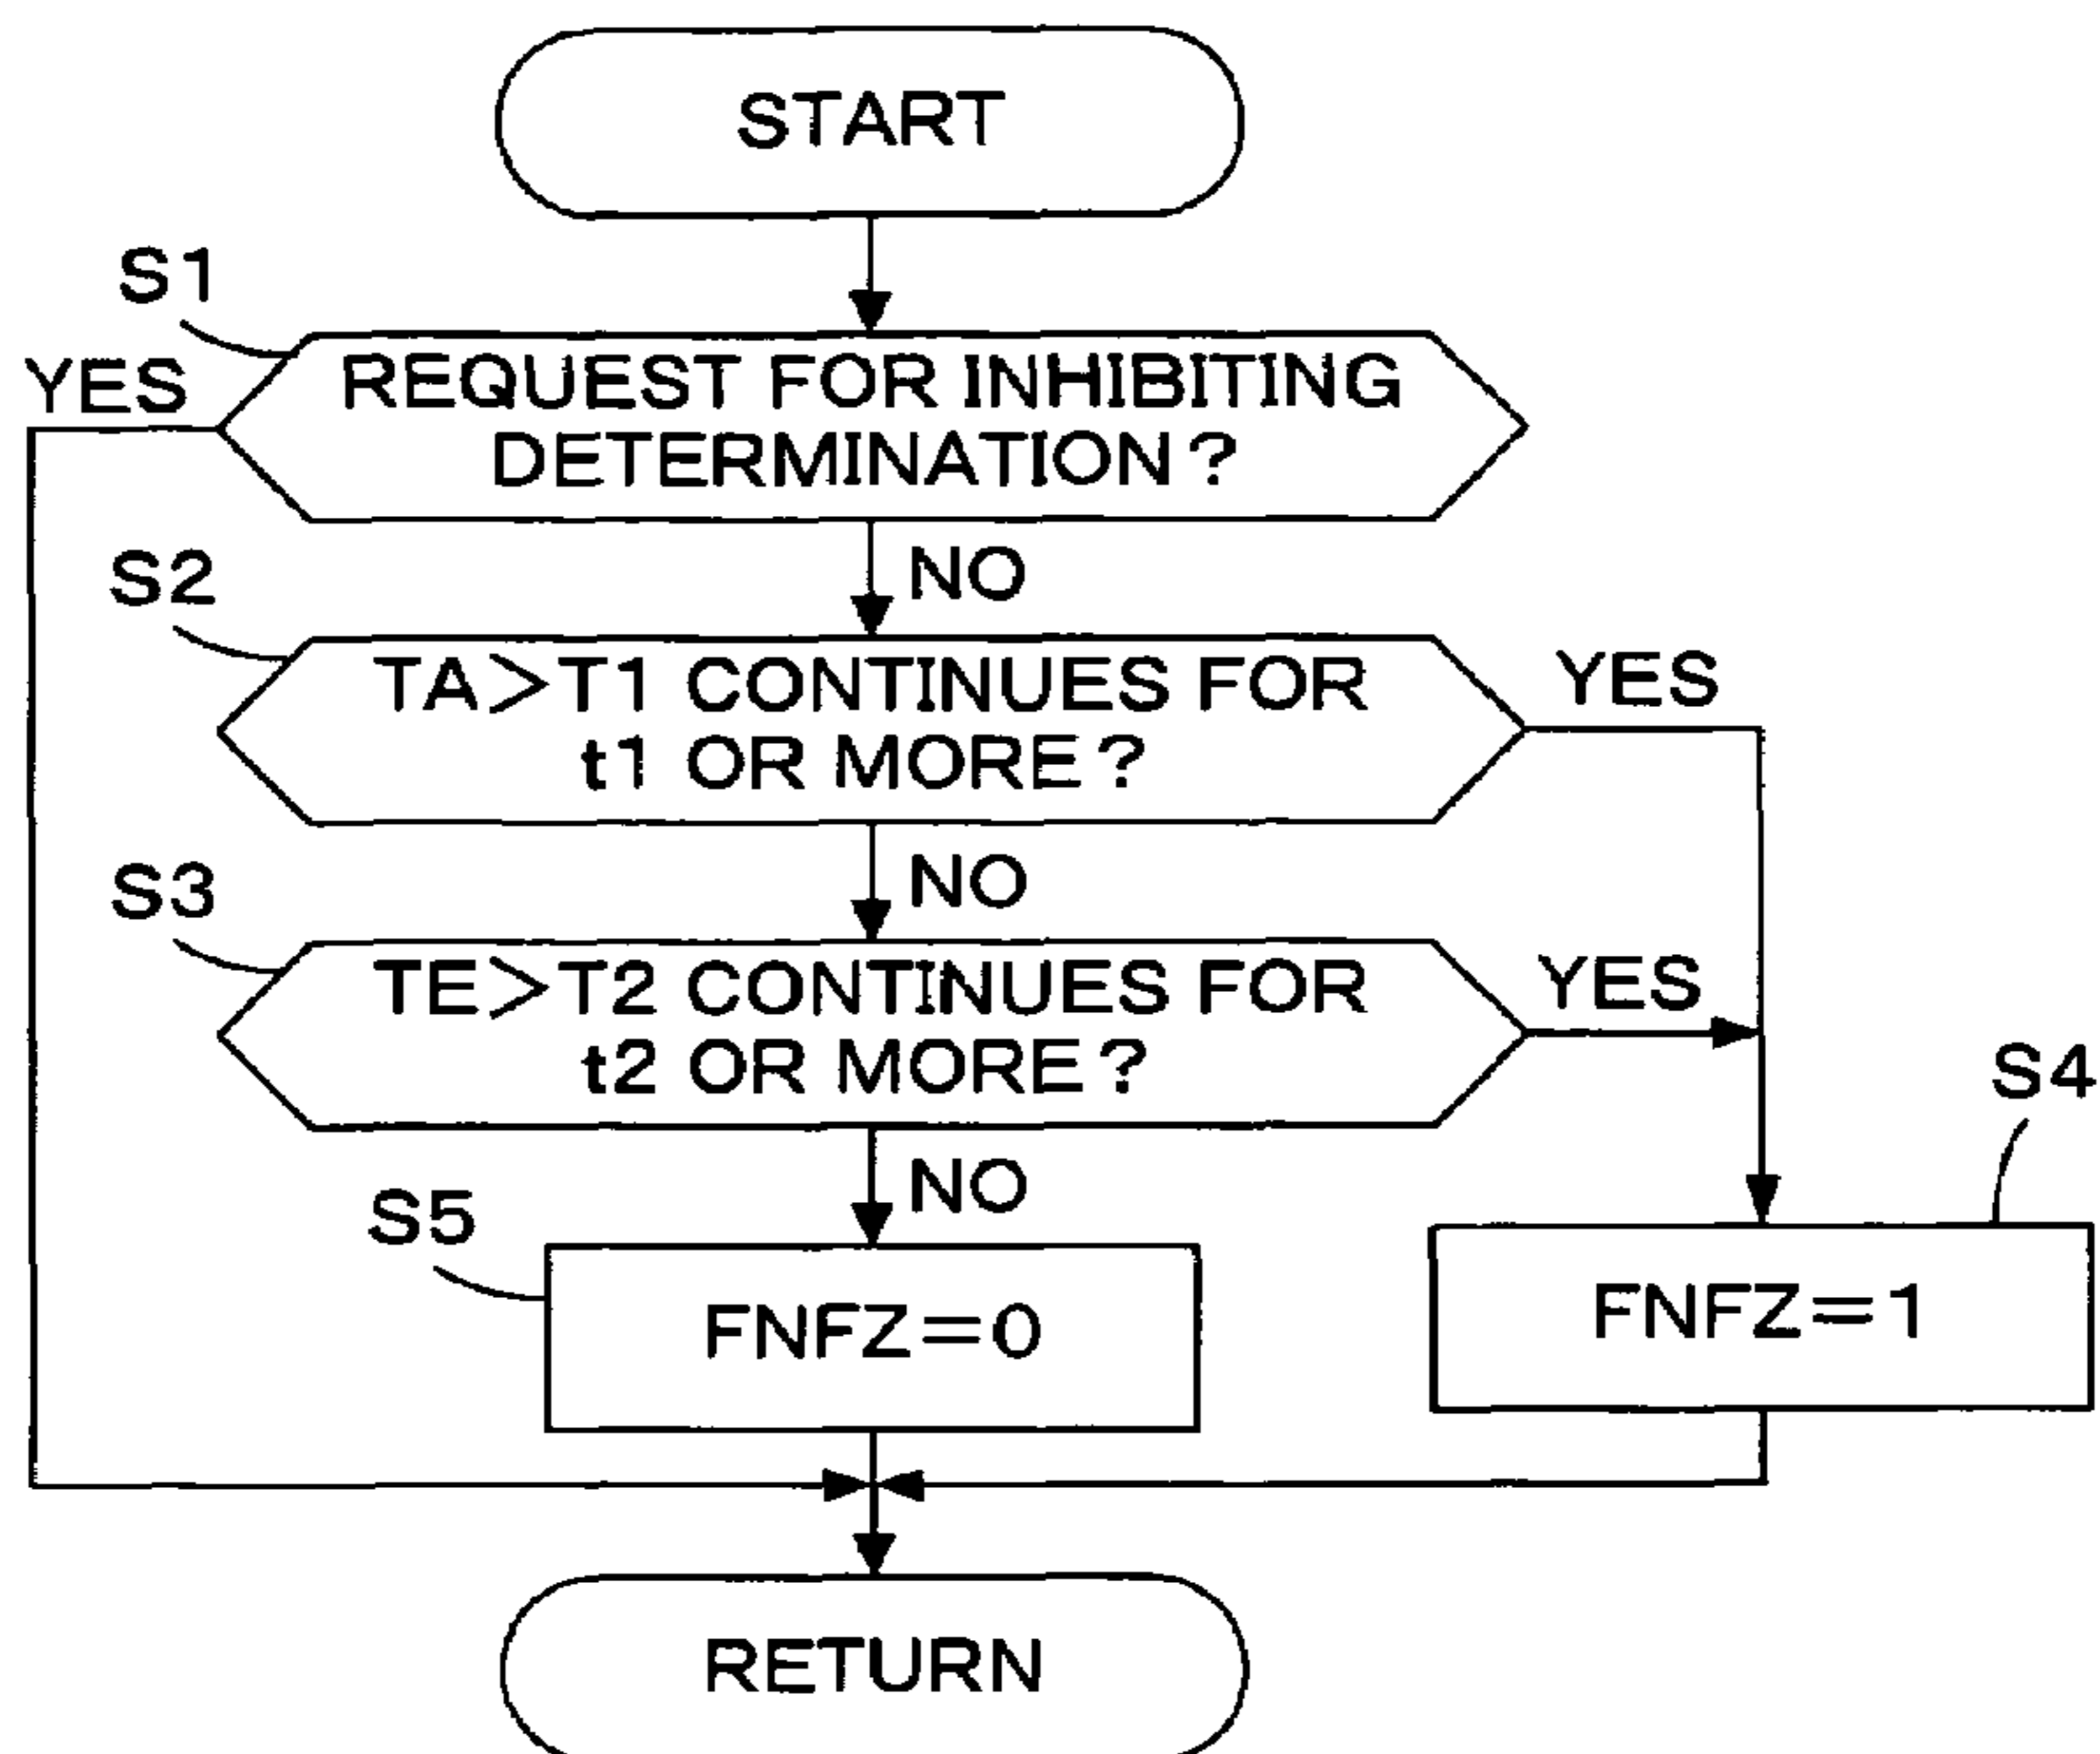 START
S1
YES
REQUEST FOR INHIBITING
DETERMINATION?
NO
S2
TA>T1 CONTINUES FOR
t1 OR MORE?
YES
NO
S3
TE>T2 CONTINUES FOR
t2 OR MORE?
YES
NO
S4
S5
FNFZ=0
FNFZ=1
RETURN